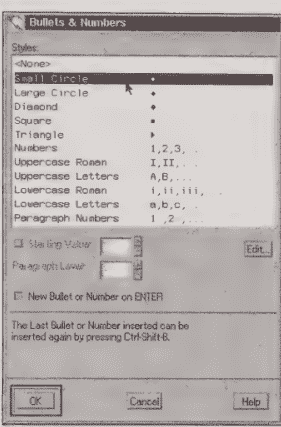 Bullets & Numbers
Styles:
<None>
Small Circle •
Large Circle ●
Diamond ◆
Square ▪
Triangle ▶
Numbers 1,2,3, ..
Uppercase Roman I,II,...
Uppercase Letters A,B,...
Lowercase Roman i,ii,iii, ..
Lowercase Letters a,b,c, .
Paragraph Numbers 1 ,2 ,...
Starting Value:
Edit...
Paragraph Level:
New Bullet or Number on ENTER
The Last Bullet or Number inserted can be
inserted again by pressing Ctrl-Shift-B.
OK Cancel Help